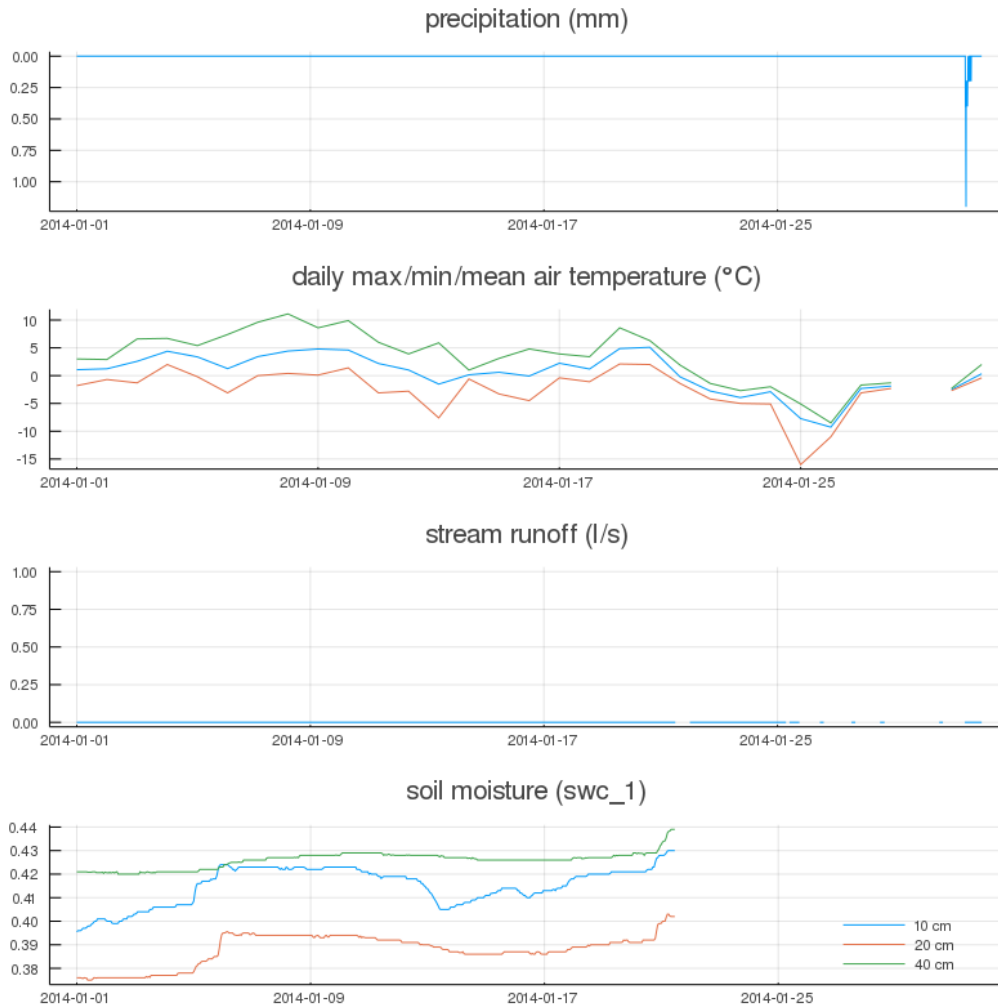 precipitation (mm)
0.00
0.25
0.50
0.75
1.00
2014-01-01 2014-01-09 2014-01-17 2014-01-25
daily max/min/mean air temperature (°C)
10
5
0
-5
-10
-15
2014-01-01 2014-01-09 2014-01-17 2014-01-25
stream runoff (l/s)
1.00
0.75
0.50
0.25
0.00
2014-01-01 2014-01-09 2014-01-17 2014-01-25
soil moisture (swc_1)
0.44
0.43
0.42
0.41
0.40
0.39
0.38
10 cm
20 cm
40 cm
2014-01-01 2014-01-09 2014-01-17 2014-01-25